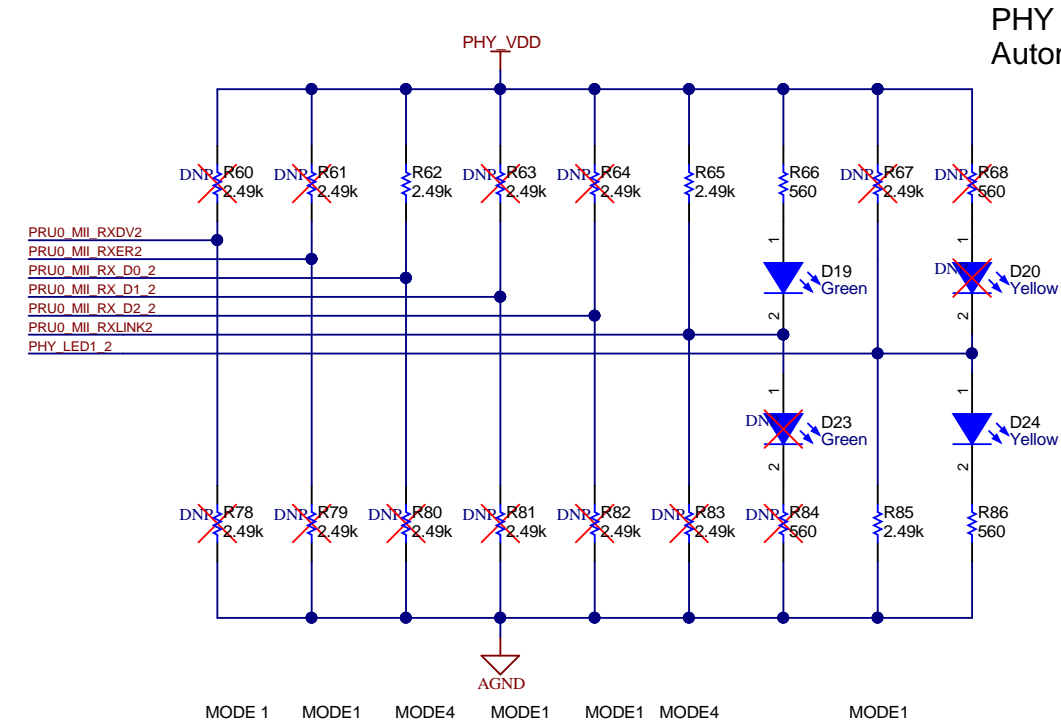 PHY
Auton
PHY_VDD
DNP R60 DNP R61 R62 DNP R63 DNP R64 R65 R66 DNP R67 DNP R68
2.49k 2.49k 2.49k 2.49k 2.49k 2.49k 560 2.49k 560
PRU0_MII_RXDV2
PRU0_MII_RXER2
PRU0_MII_RX_D0_2
PRU0_MII_RX_D1_2
PRU0_MII_RX_D2_2
PRU0_MII_RXLINK2
PHY_LED1_2
1 1
D19 DN D20
Green Yellow
2 2
1 1
DN D23 D24
Green Yellow
2 2
DNP R78 DNP R79 DNP R80 DNP R81 DNP R82 DNP R83 DNP R84 R85 R86
2.49k 2.49k 2.49k 2.49k 2.49k 2.49k 560 2.49k 560
AGND
MODE 1 MODE1 MODE4 MODE1 MODE1 MODE4 MODE1